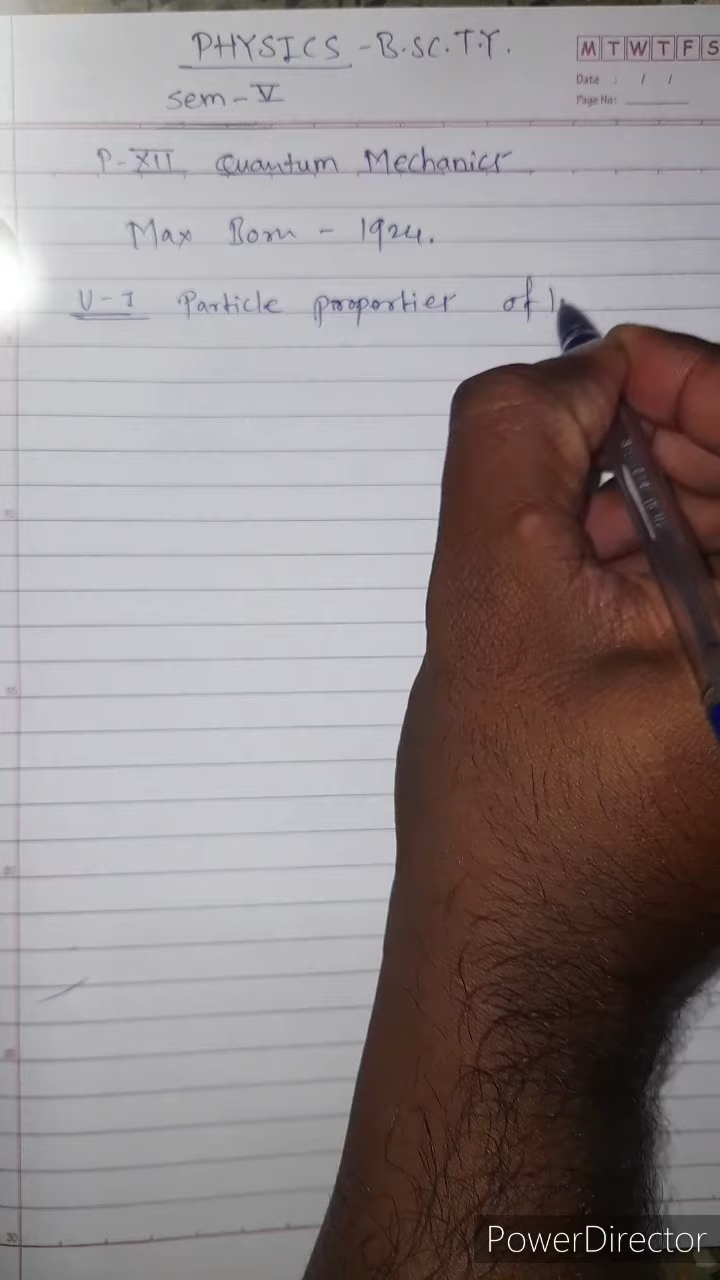 PHYSICS - B.SC.T.Y.
M T W T F S
Sem - V
Date : / /
Page No:
P-XII Quantum Mechanics
Max Born - 1924.
U-I Particle proporties of
PowerDirector